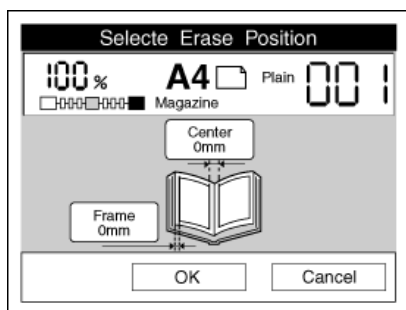 Selecte Erase Position
100 % A4 Plain 001
Magazine
Center
0mm
Frame
0mm
OK Cancel